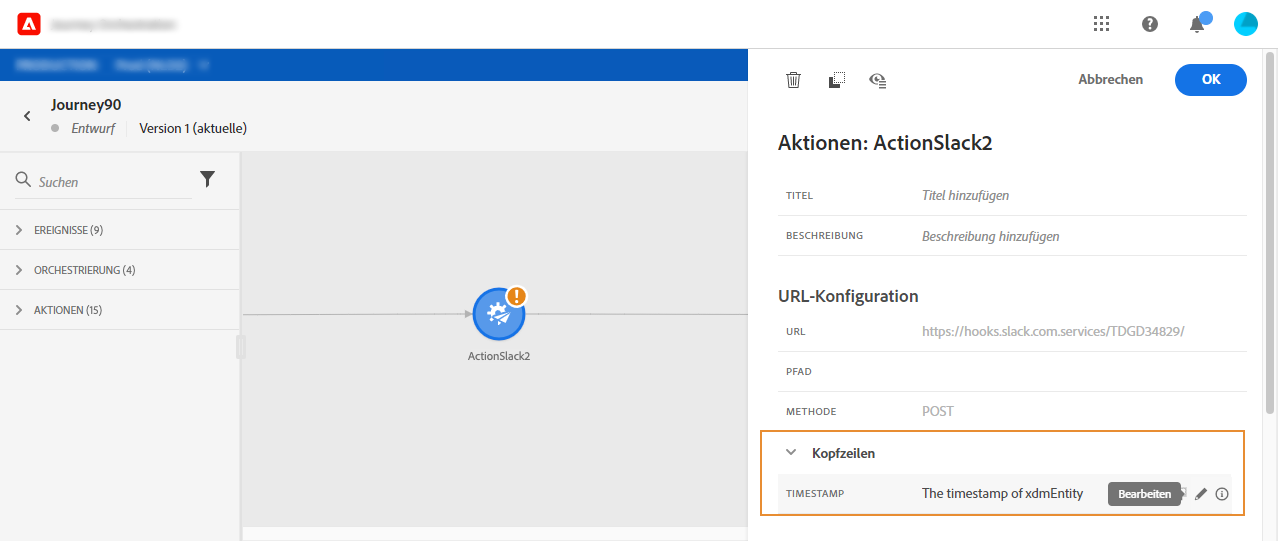 Journey90
Entwurf
Version 1 (aktuelle)
Suchen
EREIGNISSE (9)
ORCHESTRIERUNG (4)
AKTIONEN (15)
ActionSlack2
Abbrechen
OK
Aktionen: ActionSlack2
TITEL
Titel hinzufügen
BESCHREIBUNG
Beschreibung hinzufügen
URL-Konfiguration
URL
https://hooks.slack.com.services/TDGD34829/
PFAD
METHODE
POST
Kopfzeilen
TIMESTAMP
The timestamp of xdmEntity
Bearbeiten